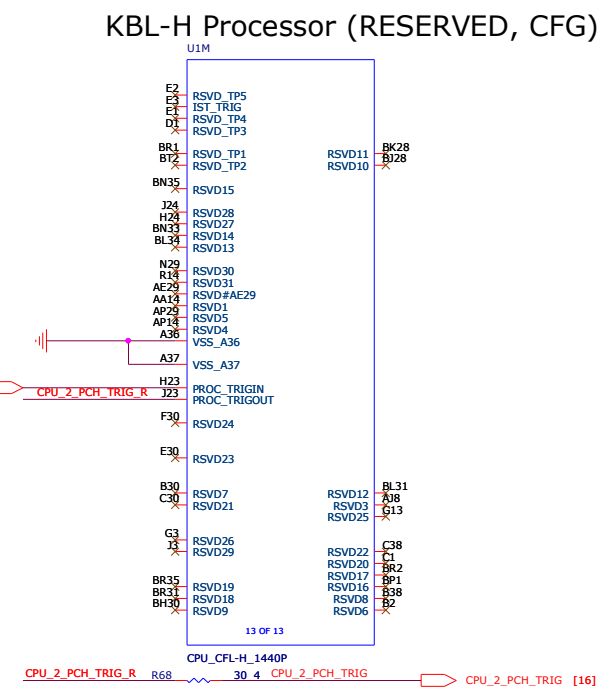 KBL-H Processor (RESERVED, CFG)
U1M
E2 RSVD_TP5
E3 IST_TRIG
E1 RSVD_TP4
D1 RSVD_TP3
BR1 RSVD_TP1 RSVD11 BK28
BT2 RSVD_TP2 RSVD10 BJ28
BN35 RSVD15
J24 RSVD28
H24 RSVD27
BN33 RSVD14
BL34 RSVD13
N29 RSVD30
R14 RSVD31
AE29 RSVD#AE29
AA14 RSVD1
AP29 RSVD5
AP14 RSVD4
A36 VSS_A36
A37 VSS_A37
H23 PROC_TRIGIN
CPU_2_PCH_TRIG_R J23 PROC_TRIGOUT
F30 RSVD24
E30 RSVD23
B30 RSVD7 RSVD12 BL31
C30 RSVD21 RSVD3 AJ8
RSVD25 G13
G3 RSVD26
J3 RSVD29 RSVD22 C38
RSVD20 C1
RSVD17 BR2
BR35 RSVD19 RSVD16 BP1
BR31 RSVD18 RSVD8 B38
BH30 RSVD9 RSVD6 B2
13 OF 13
CPU_CFL-H_1440P
CPU_2_PCH_TRIG_R R68 30 4 CPU_2_PCH_TRIG CPU_2_PCH_TRIG [16]